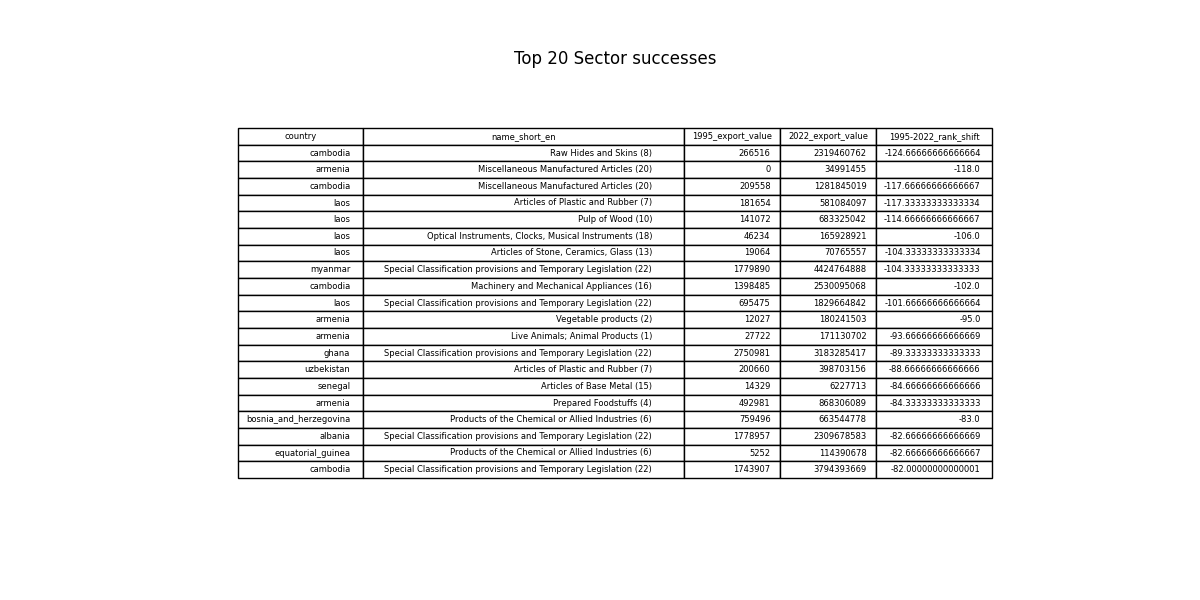 Top 20 Sector successes
country name_short_en 1995_export_value 2022_export_value 1995-2022_rank_shift
cambodia Raw Hides and Skins (8) 266516 2319460762 -124.66666666666664
armenia Miscellaneous Manufactured Articles (20) 0 34991455 -118.0
cambodia Miscellaneous Manufactured Articles (20) 209558 1281845019 -117.66666666666667
laos Articles of Plastic and Rubber (7) 181654 581084097 -117.33333333333334
laos Pulp of Wood (10) 141072 683325042 -114.66666666666667
laos Optical Instruments, Clocks, Musical Instruments (18) 46234 165928921 -106.0
laos Articles of Stone, Ceramics, Glass (13) 19064 70765557 -104.33333333333334
myanmar Special Classification provisions and Temporary Legislation (22) 1779890 4424764888 -104.33333333333333
cambodia Machinery and Mechanical Appliances (16) 1398485 2530095068 -102.0
laos Special Classification provisions and Temporary Legislation (22) 695475 1829664842 -101.66666666666664
armenia Vegetable products (2) 12027 180241503 -95.0
armenia Live Animals; Animal Products (1) 27722 171130702 -93.66666666666669
ghana Special Classification provisions and Temporary Legislation (22) 2750981 3183285417 -89.33333333333333
uzbekistan Articles of Plastic and Rubber (7) 200660 398703156 -88.66666666666666
senegal Articles of Base Metal (15) 14329 6227713 -84.66666666666666
armenia Prepared Foodstuffs (4) 492981 868306089 -84.33333333333333
bosnia_and_herzegovina Products of the Chemical or Allied Industries (6) 759496 663544778 -83.0
albania Special Classification provisions and Temporary Legislation (22) 1778957 2309678583 -82.66666666666669
equatorial_guinea Products of the Chemical or Allied Industries (6) 5252 114390678 -82.66666666666667
cambodia Special Classification provisions and Temporary Legislation (22) 1743907 3794393669 -82.00000000000001